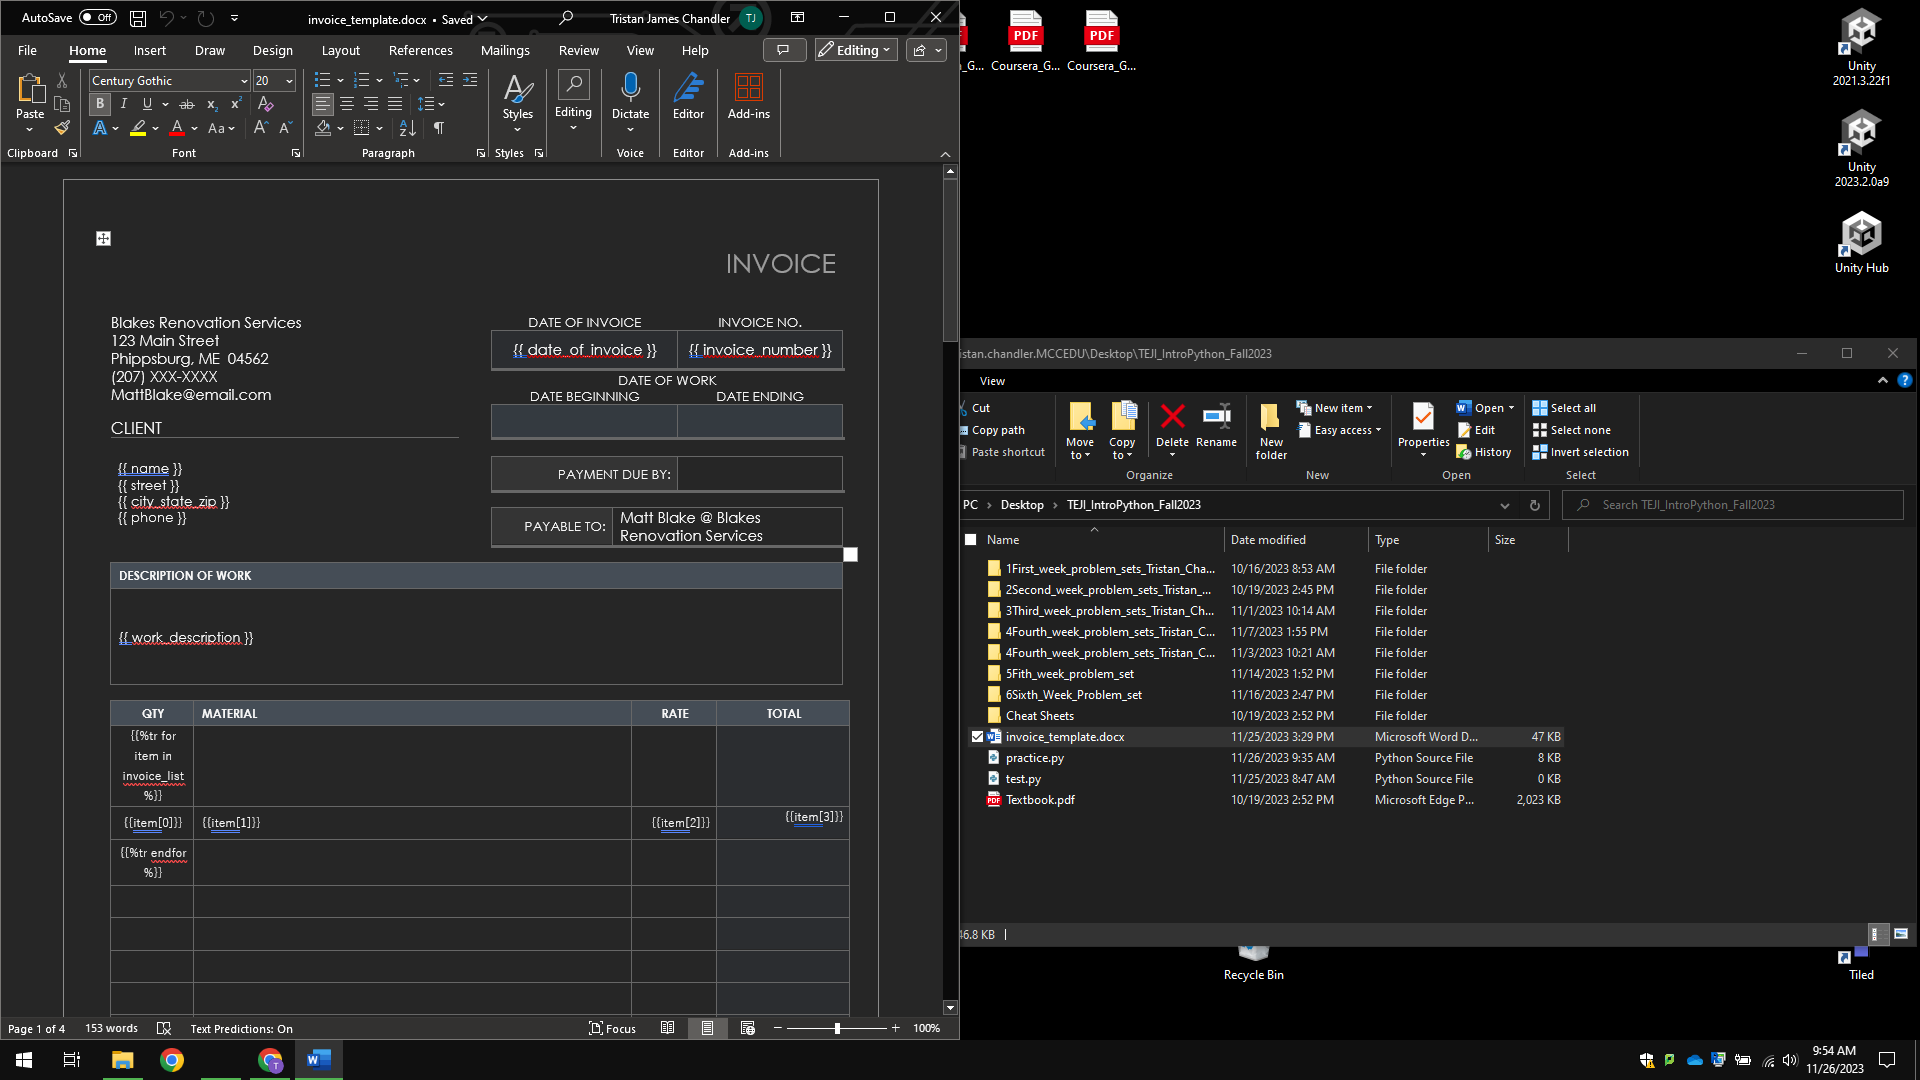 AutoSave Off invoice_template.docx • Saved Tristan James Chandler TJ
File Home Insert Draw Design Layout References Mailings Review View Help Editing
Century Gothic 20
Paste Styles Editing Dictate Editor Add-ins
Clipboard Font Paragraph Styles Voice Editor Add-ins
INVOICE
Blakes Renovation Services
123 Main Street
Phippsburg, ME 04562
(207) XXX-XXXX
MattBlake@email.com
CLIENT
{{ name }}
{{ street }}
{{ city_state_zip }}
{{ phone }}
DATE OF INVOICE INVOICE NO.
{{ date_of_invoice }} {{ invoice_number }}
DATE OF WORK
DATE BEGINNING DATE ENDING
PAYMENT DUE BY:
PAYABLE TO: Matt Blake @ Blakes
Renovation Services
DESCRIPTION OF WORK
{{ work_description }}
QTY MATERIAL RATE TOTAL
{{%tr for
item in
invoice_list
%}}
{{item[0]}} {{item[1]}} {{item[2]}} {{item[3]}}
{{%tr endfor
%}}
Page 1 of 4 153 words Text Predictions: On Focus 100%
PDF PDF
Coursera_G... Coursera_G...
Unity
2021.3.22f1
Unity
2023.2.0a9
Unity Hub
istan.chandler.MCCEDU\Desktop\TEJI_IntroPython_Fall2023
View
Cut
Copy path
Paste shortcut
Move
to
Copy
to
Delete
Rename
New
folder
New item
Easy access
Properties
Open
Edit
History
Select all
Select none
Invert selection
Organize New Open Select
PC Desktop TEJI_IntroPython_Fall2023 Search TEJI_IntroPython_Fall2023
Name Date modified Type Size
1First_week_problem_sets_Tristan_Cha... 10/16/2023 8:53 AM File folder
2Second_week_problem_sets_Tristan_... 10/19/2023 2:45 PM File folder
3Third_week_problem_sets_Tristan_Ch... 11/1/2023 10:14 AM File folder
4Fourth_week_problem_sets_Tristan_C... 11/7/2023 1:55 PM File folder
4Fourth_week_problem_sets_Tristan_C... 11/3/2023 10:21 AM File folder
5Fith_week_problem_set 11/14/2023 1:52 PM File folder
6Sixth_Week_Problem_set 11/16/2023 2:47 PM File folder
Cheat Sheets 10/19/2023 2:52 PM File folder
invoice_template.docx 11/25/2023 3:29 PM Microsoft Word D... 47 KB
practice.py 11/26/2023 9:35 AM Python Source File 8 KB
test.py 11/25/2023 8:47 AM Python Source File 0 KB
Textbook.pdf 10/19/2023 2:52 PM Microsoft Edge P... 2,023 KB
46.8 KB
Recycle Bin
Tiled
9:54 AM
11/26/2023